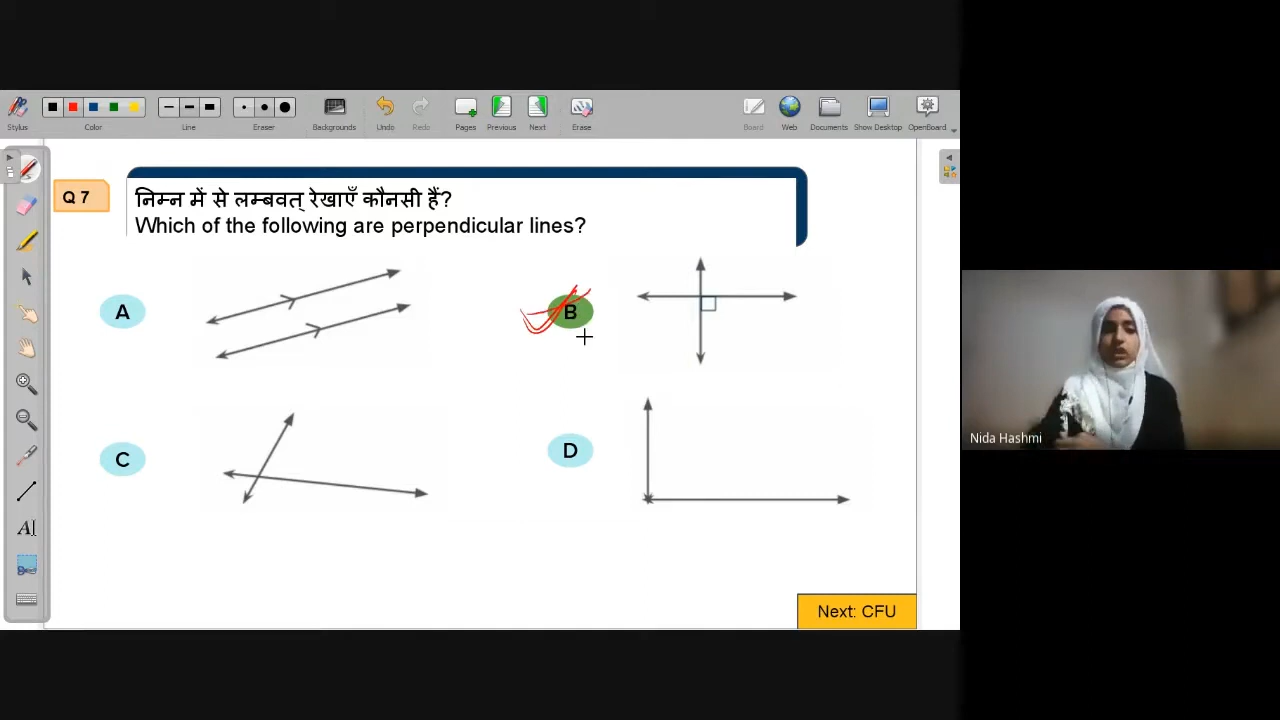 Stylus
Color
Line
Eraser
Backgrounds
Undo
Redo
Pages
Previous
Next
Erase
Board
Web
Documents
Show Desktop
OpenBoard
Q 7
निम्न में से लम्बवत् रेखाएँ कौनसी हैं?
Which of the following are perpendicular lines?
A
B
C
D
AI
Next: CFU
Nida Hashmi